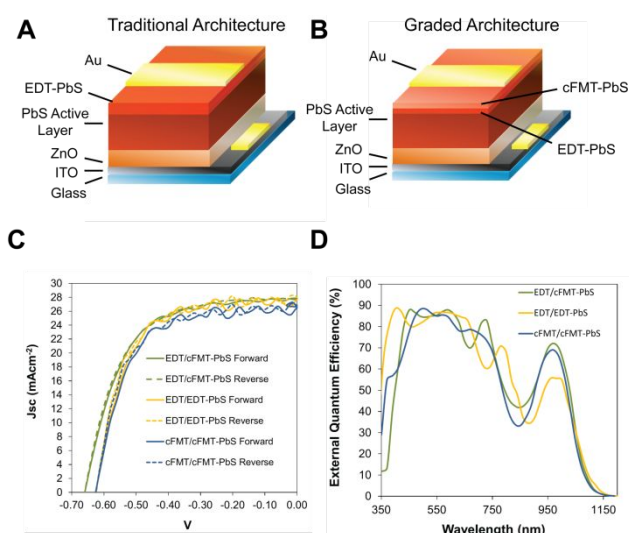 A
Traditional Architecture
Au
EDT-PbS
PbS Active
Layer
ZnO
ITO
Glass
B
Graded Architecture
Au
cFMT-PbS
PbS Active
Layer
EDT-PbS
ZnO
ITO
Glass
C
Jsc (mAcm-2)
30
28
26
24
22
20
18
16
14
12
10
8
6
4
2
0
EDT/cFMT-PbS Forward
EDT/cFMT-PbS Reverse
EDT/EDT-PbS Forward
EDT/EDT-PbS Reverse
cFMT/cFMT-PbS Forward
cFMT/cFMT-PbS Reverse
-0.70 -0.60 -0.50 -0.40 -0.30 -0.20 -0.10 0.00
V
D
External Quantum Efficiency (%)
100
90
80
70
60
50
40
30
20
10
0
EDT/cFMT-PbS
EDT/EDT-PbS
cFMT/cFMT-PbS
350 550 750 950 1150
Wavelength (nm)